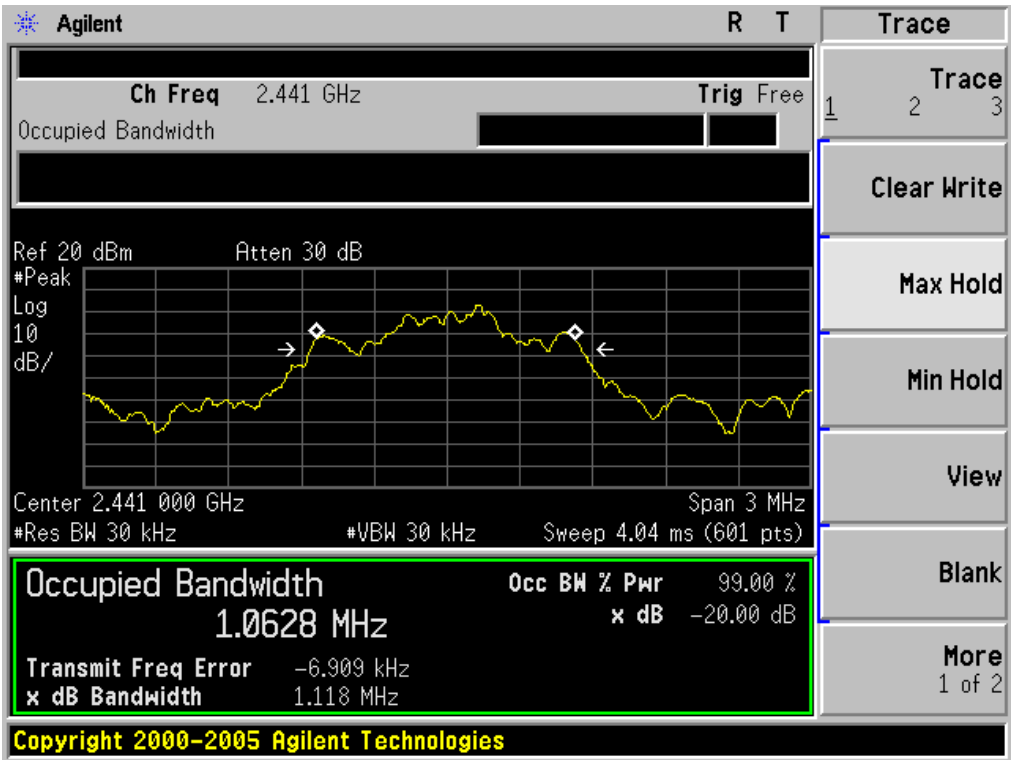 Agilent R T
Trace
Ch Freq 2.441 GHz Trig Free
Occupied Bandwidth
Trace
1 2 3
Clear Write
Max Hold
Min Hold
View
Blank
More
1 of 2
Ref 20 dBm Atten 30 dB
#Peak
Log
10
dB/
Center 2.441 000 GHz Span 3 MHz
#Res BW 30 kHz #VBW 30 kHz Sweep 4.04 ms (601 pts)
Occupied Bandwidth
1.0628 MHz
Occ BW % Pwr 99.00 %
x dB -20.00 dB
Transmit Freq Error -6.909 kHz
x dB Bandwidth 1.118 MHz
Copyright 2000-2005 Agilent Technologies